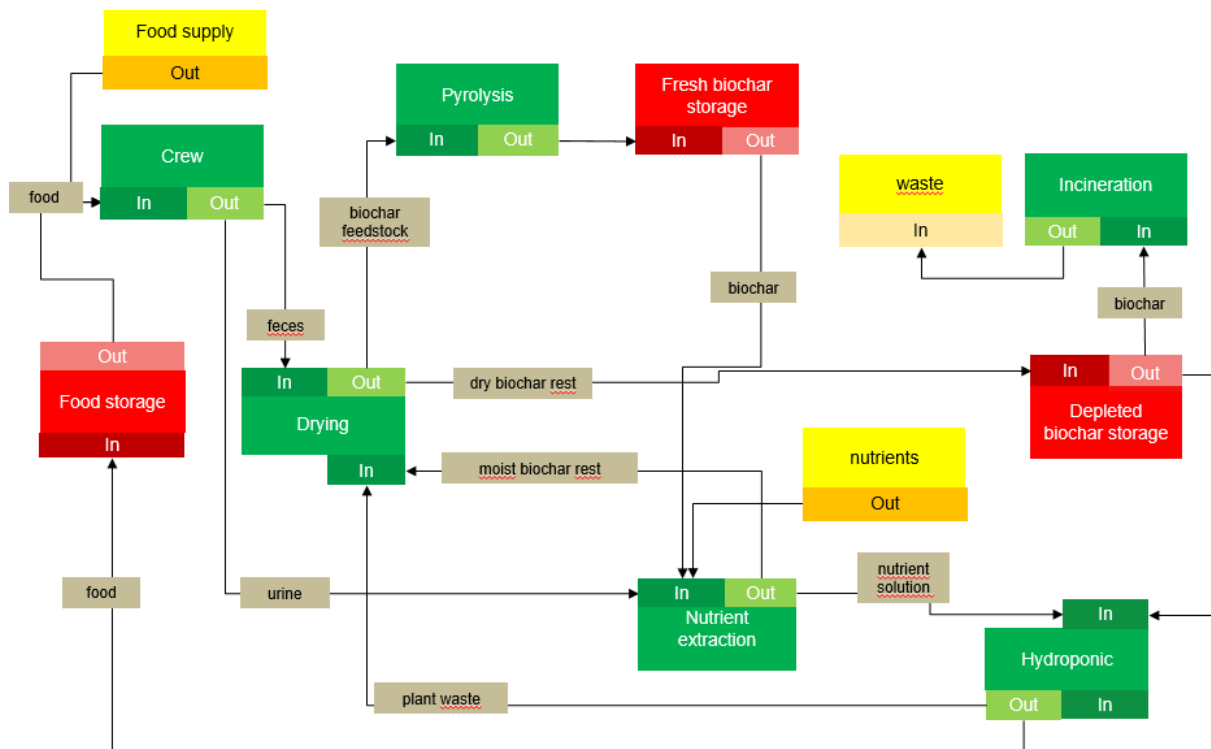 Food supply
Out
Pyrolysis
In
Out
Fresh biochar
storage
In
Out
Crew
In
Out
food
biochar
feedstock
waste
In
Incineration
Out
In
biochar
biochar
feces
Out
Food storage
In
In
Out
Drying
In
dry biochar rest
In
Out
Depleted
biochar storage
moist biochar rest
nutrients
Out
food
urine
In
Out
Nutrient
extraction
nutrient
solution
In
Hydroponic
Out
In
plant waste